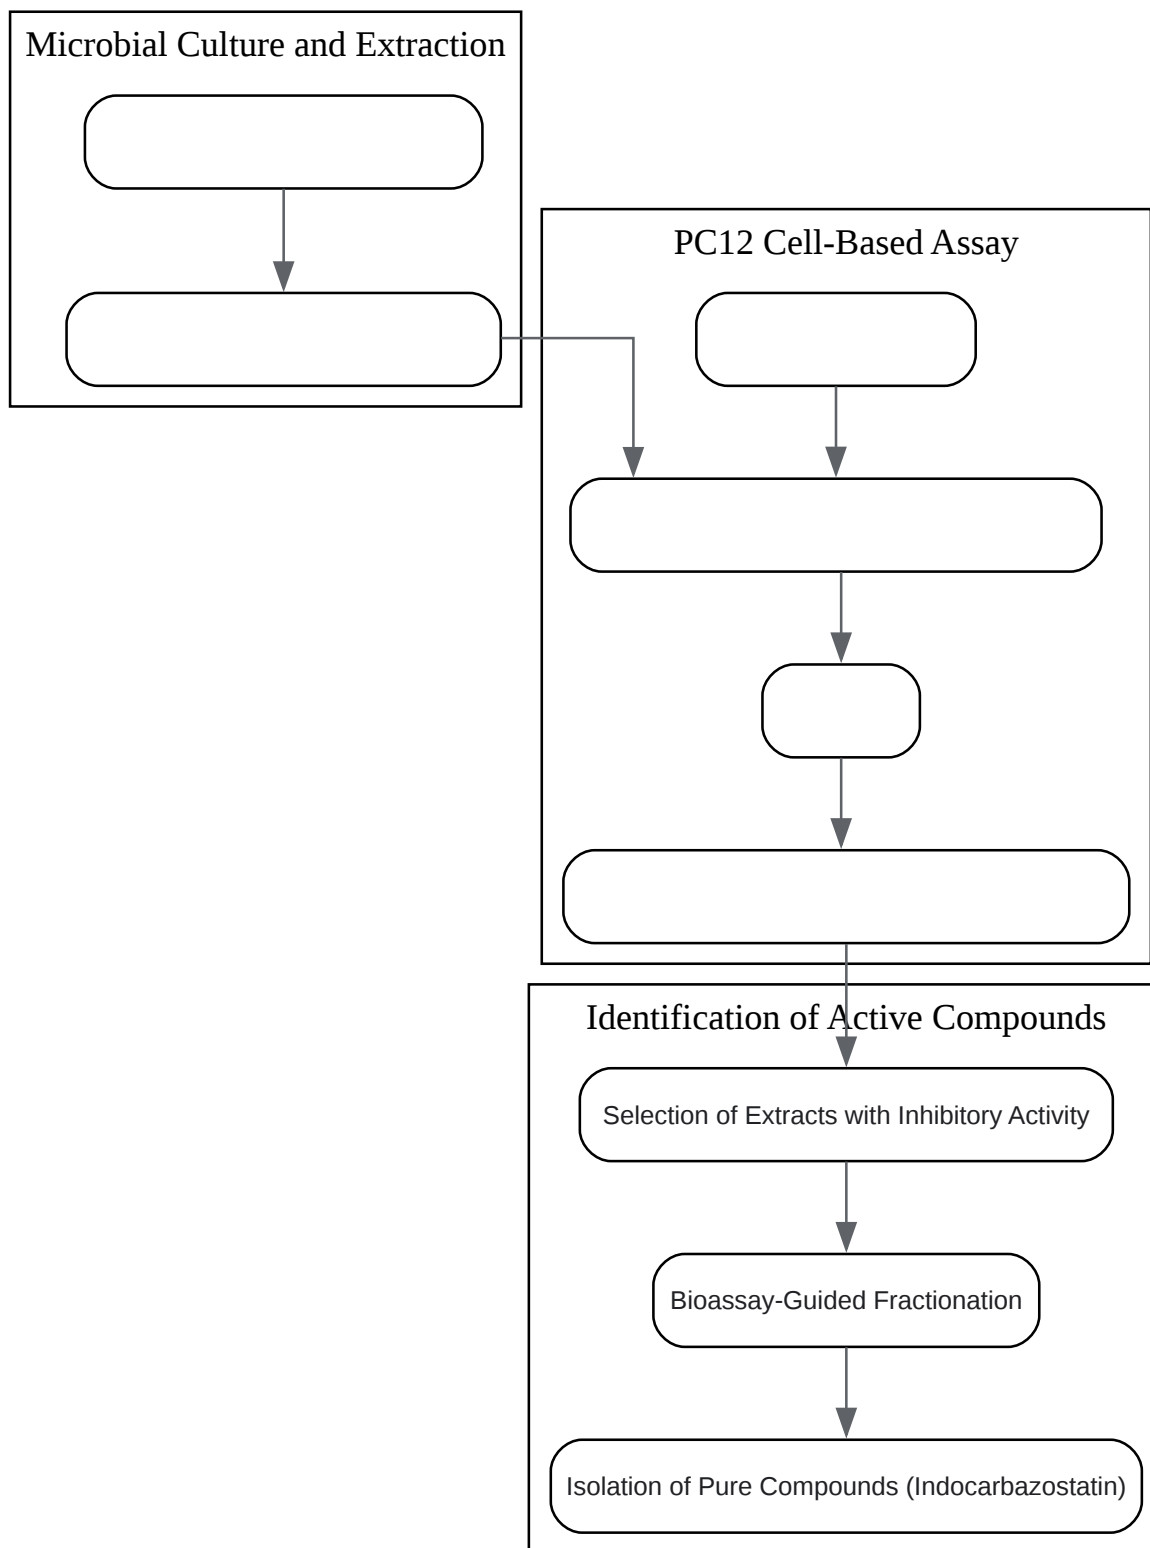 Microbial Culture and Extraction
PC12 Cell-Based Assay
Identification of Active Compounds
Selection of Extracts with Inhibitory Activity
Bioassay-Guided Fractionation
Isolation of Pure Compounds (Indocarbazostatin)